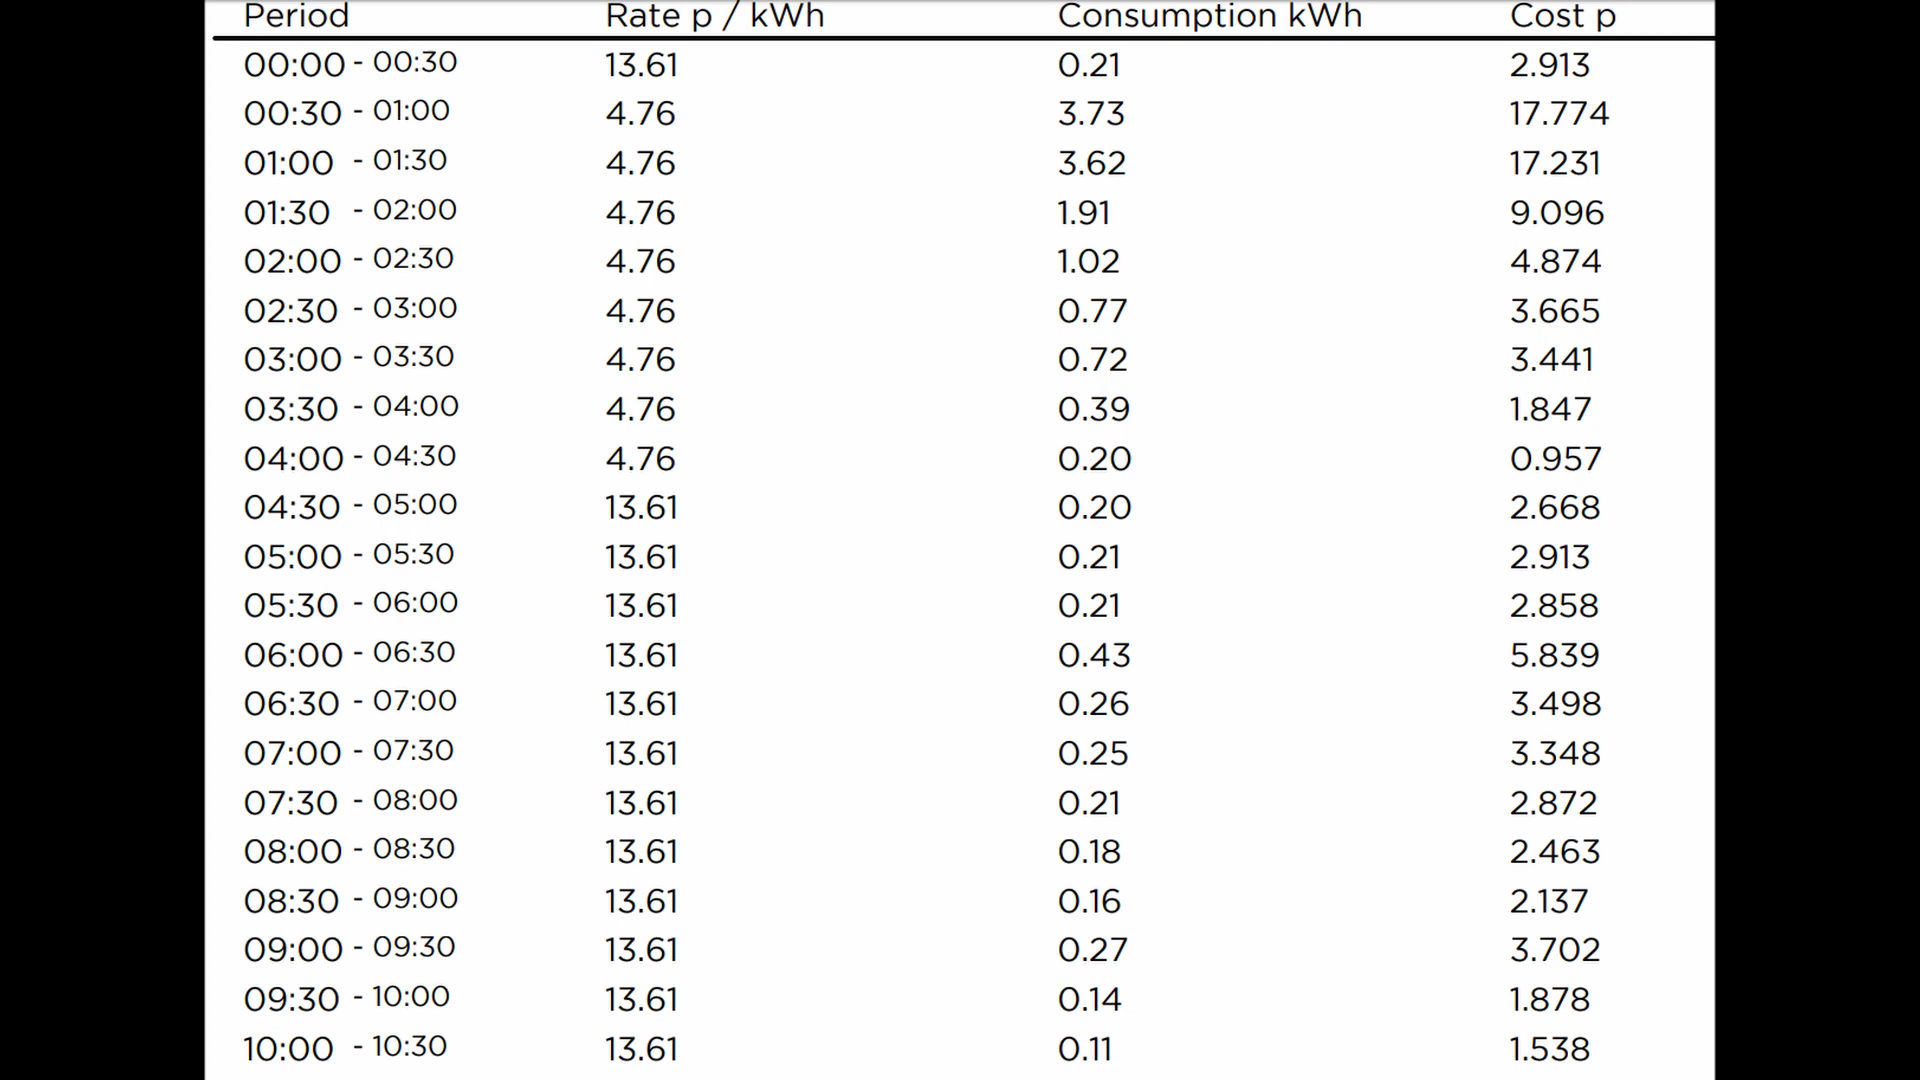 Period Rate p / kWh Consumption kWh Cost p
00:00 - 00:30 13.61 0.21 2.913
00:30 - 01:00 4.76 3.73 17.774
01:00 - 01:30 4.76 3.62 17.231
01:30 - 02:00 4.76 1.91 9.096
02:00 - 02:30 4.76 1.02 4.874
02:30 - 03:00 4.76 0.77 3.665
03:00 - 03:30 4.76 0.72 3.441
03:30 - 04:00 4.76 0.39 1.847
04:00 - 04:30 4.76 0.20 0.957
04:30 - 05:00 13.61 0.20 2.668
05:00 - 05:30 13.61 0.21 2.913
05:30 - 06:00 13.61 0.21 2.858
06:00 - 06:30 13.61 0.43 5.839
06:30 - 07:00 13.61 0.26 3.498
07:00 - 07:30 13.61 0.25 3.348
07:30 - 08:00 13.61 0.21 2.872
08:00 - 08:30 13.61 0.18 2.463
08:30 - 09:00 13.61 0.16 2.137
09:00 - 09:30 13.61 0.27 3.702
09:30 - 10:00 13.61 0.14 1.878
10:00 - 10:30 13.61 0.11 1.538